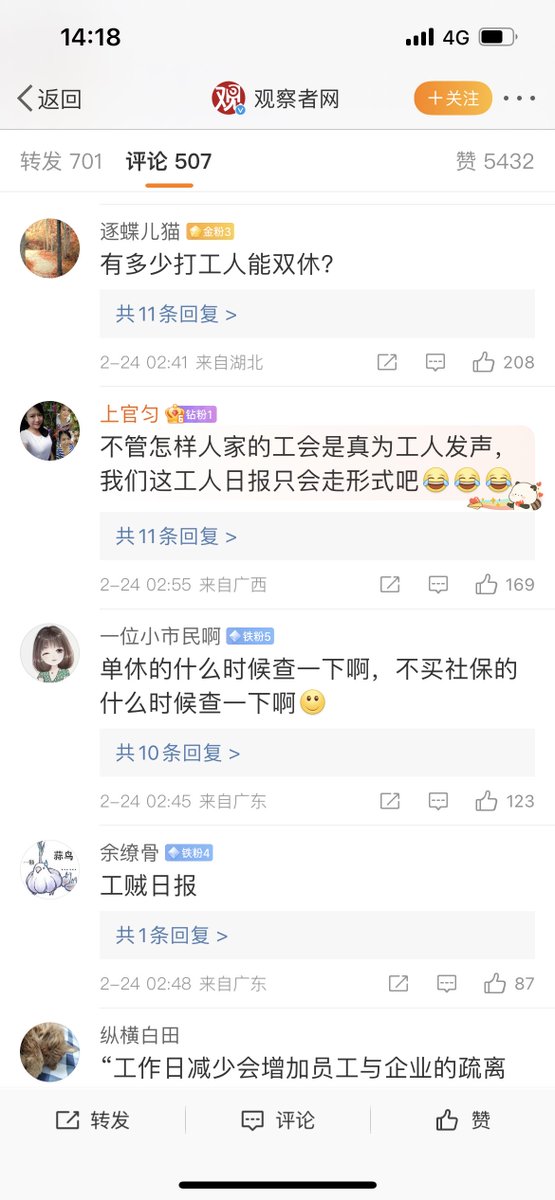 14:18
4G
返回
观
观察者网
+关注
转发 701
评论 507
赞 5432
逐蝶儿猫
金粉3
有多少打工人能双休?
共11条回复 >
2-24 02:41 来自湖北
208
上官匀
钻粉1
不管怎样人家的工会是真为工人发声，
我们这工人日报只会走形式吧😂😂😂
共11条回复 >
2-24 02:55 来自广西
169
一位小市民啊
铁粉5
单休的什么时候查一下啊，不买社保的
什么时候查一下啊🙂
共10条回复 >
2-24 02:45 来自广东
123
蒜鸟
余缭骨
铁粉4
工贼日报
共1条回复 >
2-24 02:48 来自广东
87
纵横白田
“工作日减少会增加员工与企业的疏离
转发
评论
赞